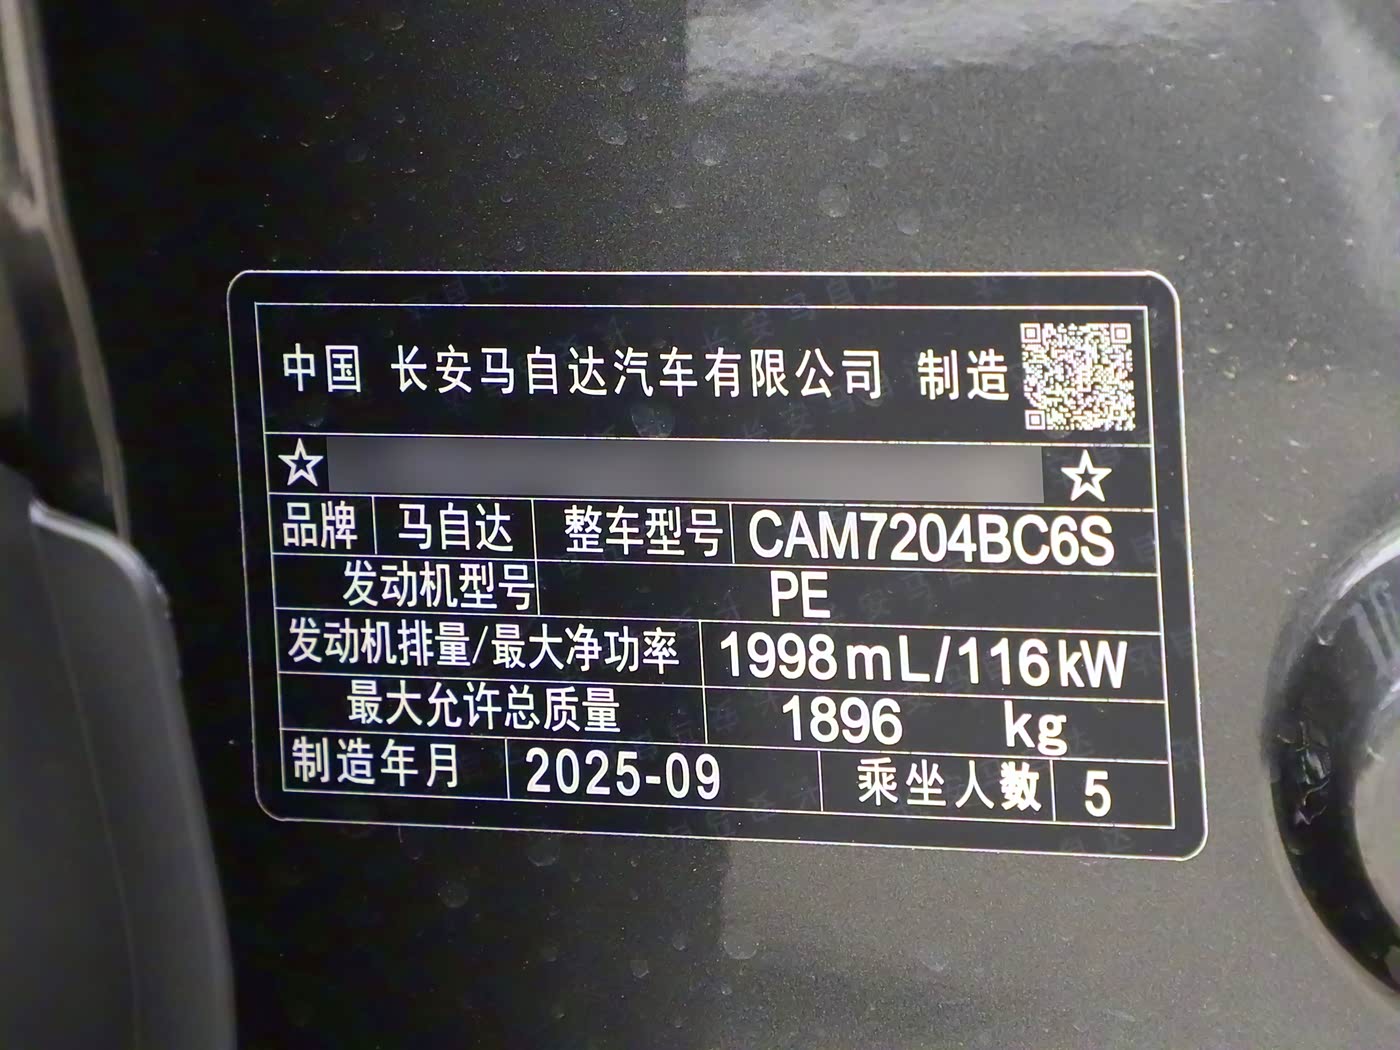 中国 长安马自达汽车有限公司 制造
☆ ☆
品牌 马自达 整车型号 CAM7204BC6S
发动机型号 PE
发动机排量/最大净功率 1998mL/116kW
最大允许总质量 1896 kg
制造年月 2025-09 乘坐人数 5